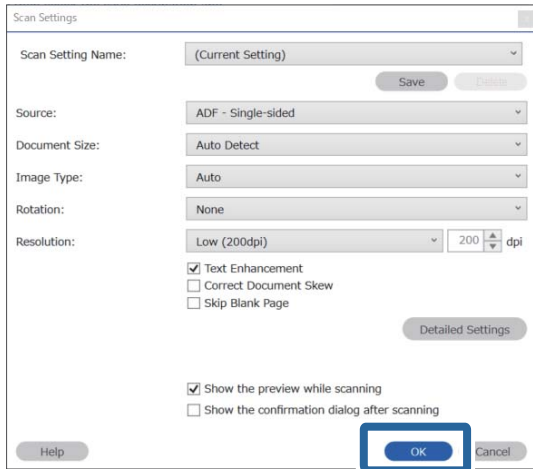 Scan Settings
Scan Setting Name: (Current Setting)
Save Delete
Source: ADF - Single-sided
Document Size: Auto Detect
Image Type: Auto
Rotation: None
Resolution: Low (200dpi) 200 dpi
Text Enhancement
Correct Document Skew
Skip Blank Page
Detailed Settings
Show the preview while scanning
Show the confirmation dialog after scanning
Help OK Cancel